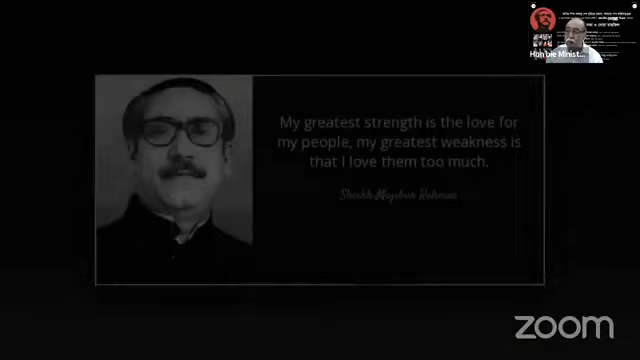 My greatest strength is the love for
my people, my greatest weakness is
that I love them too much.
Sheikh Mujibur Rahman
Hon'ble Minist...
zoom